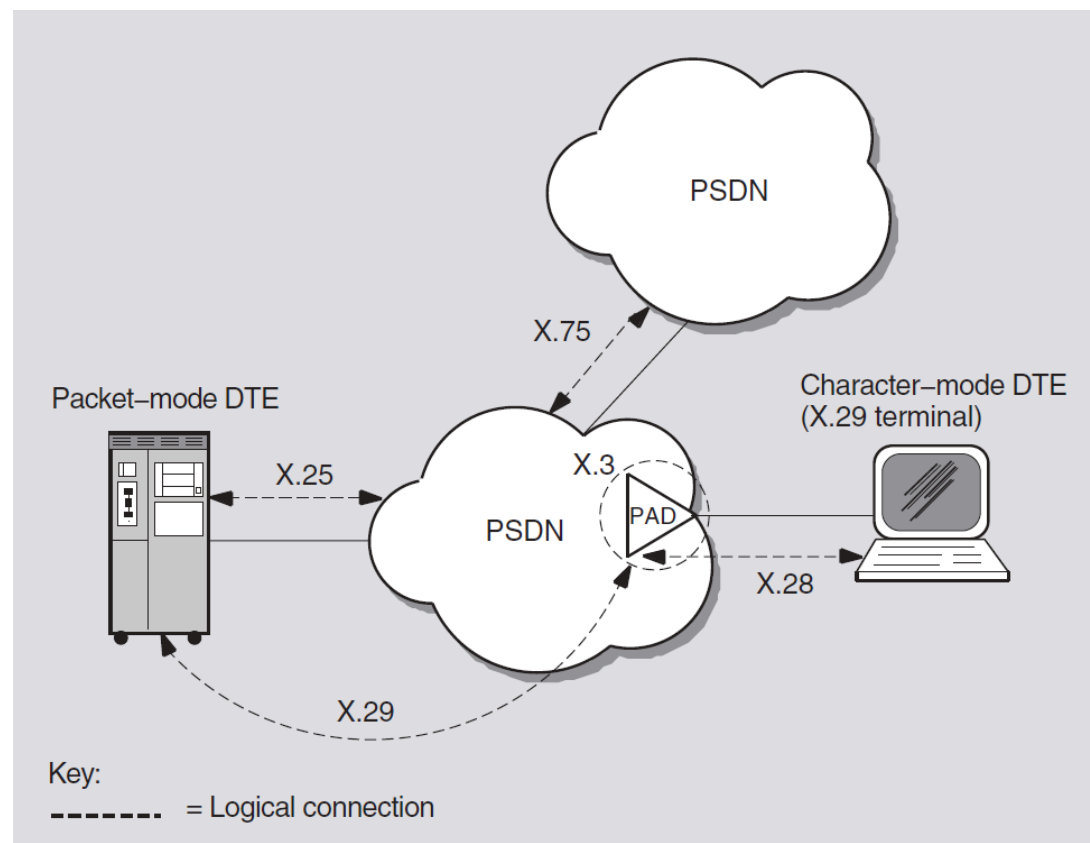 PSDN
X.75
Packet–mode DTE
Character–mode DTE
(X.29 terminal)
X.25
X.3
PSDN
PAD
X.28
X.29
Key:
= Logical connection